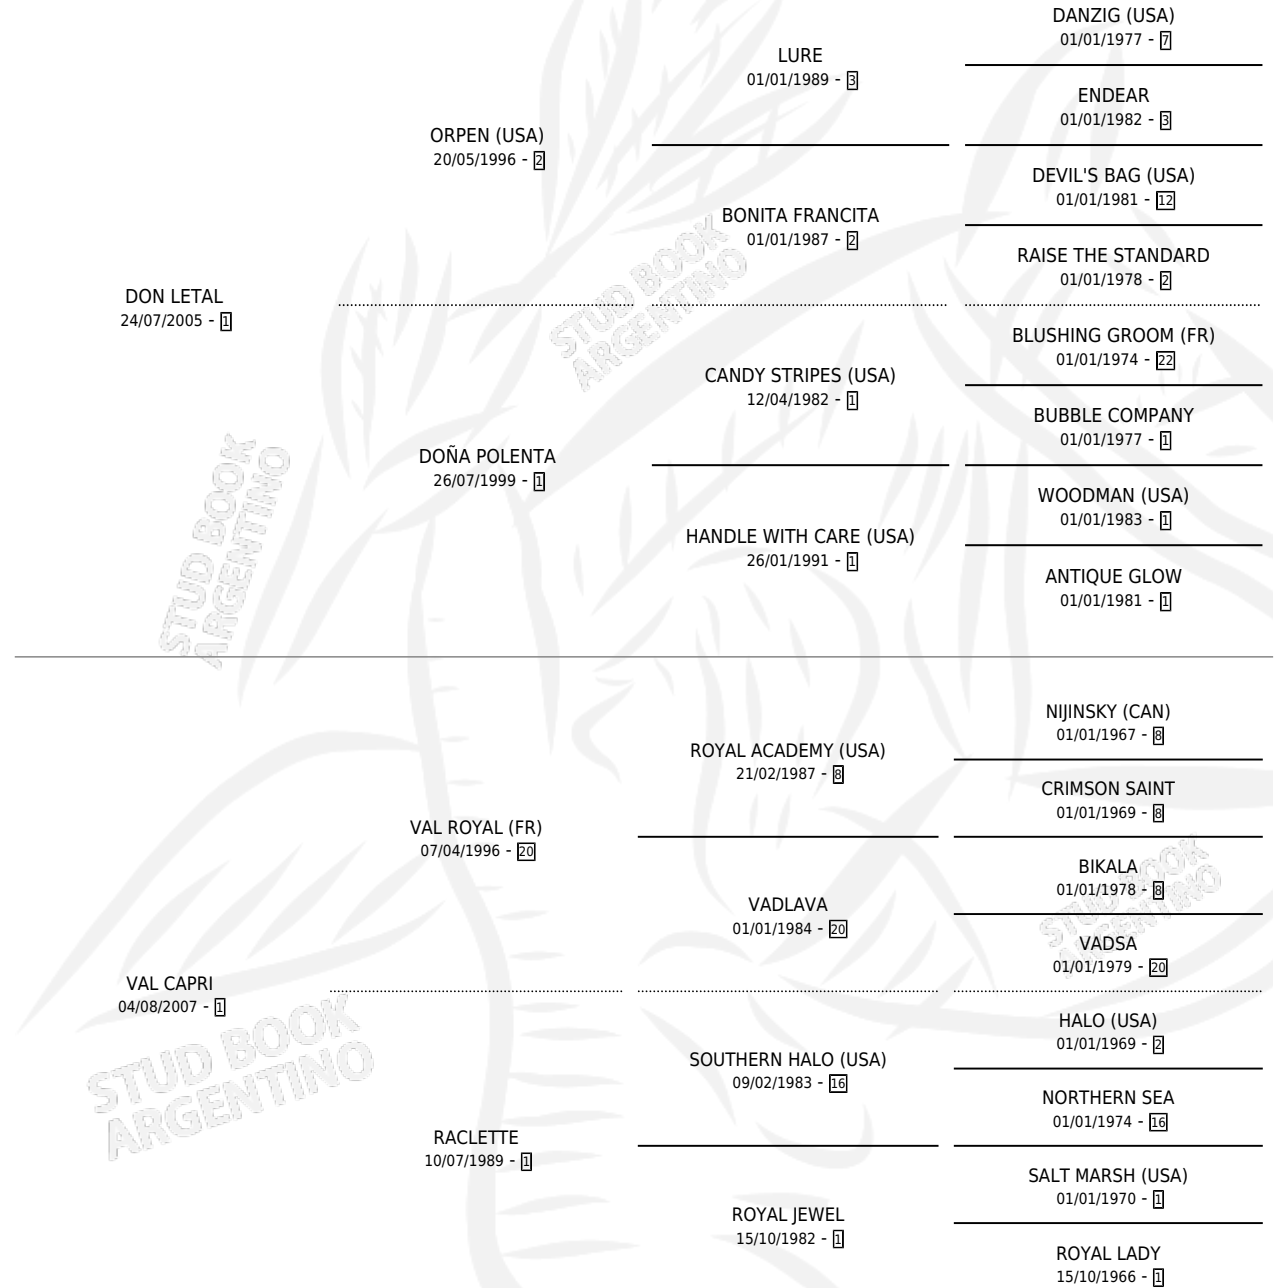 DANZIG (USA)
01/01/1977 - 7
LURE
01/01/1989 - 3
ENDEAR
01/01/1982 - 3
ORPEN (USA)
20/05/1996 - 2
DEVIL'S BAG (USA)
01/01/1981 - 12
BONITA FRANCITA
01/01/1987 - 2
RAISE THE STANDARD
01/01/1978 - 2
DON LETAL
24/07/2005 - 1
STUD BOOK
ARGENTINO
BLUSHING GROOM (FR)
01/01/1974 - 22
CANDY STRIPES (USA)
12/04/1982 - 1
BUBBLE COMPANY
01/01/1977 - 1
DOÑA POLENTA
26/07/1999 - 1
WOODMAN (USA)
01/01/1983 - 1
HANDLE WITH CARE (USA)
26/01/1991 - 1
ANTIQUE GLOW
01/01/1981 - 1
STUD BOOK
ARGENTINO
NIJINSKY (CAN)
01/01/1967 - 8
ROYAL ACADEMY (USA)
21/02/1987 - 8
CRIMSON SAINT
01/01/1969 - 8
VAL ROYAL (FR)
07/04/1996 - 20
BIKALA
01/01/1978 - 8
VADLAVA
01/01/1984 - 20
VADSA
01/01/1979 - 20
STUD BOOK
ARGENTINO
VAL CAPRI
04/08/2007 - 1
HALO (USA)
01/01/1969 - 2
SOUTHERN HALO (USA)
09/02/1983 - 16
NORTHERN SEA
01/01/1974 - 16
STUD BOOK
ARGENTINO
RACLETTE
10/07/1989 - 1
SALT MARSH (USA)
01/01/1970 - 1
ROYAL JEWEL
15/10/1982 - 1
ROYAL LADY
15/10/1966 - 1